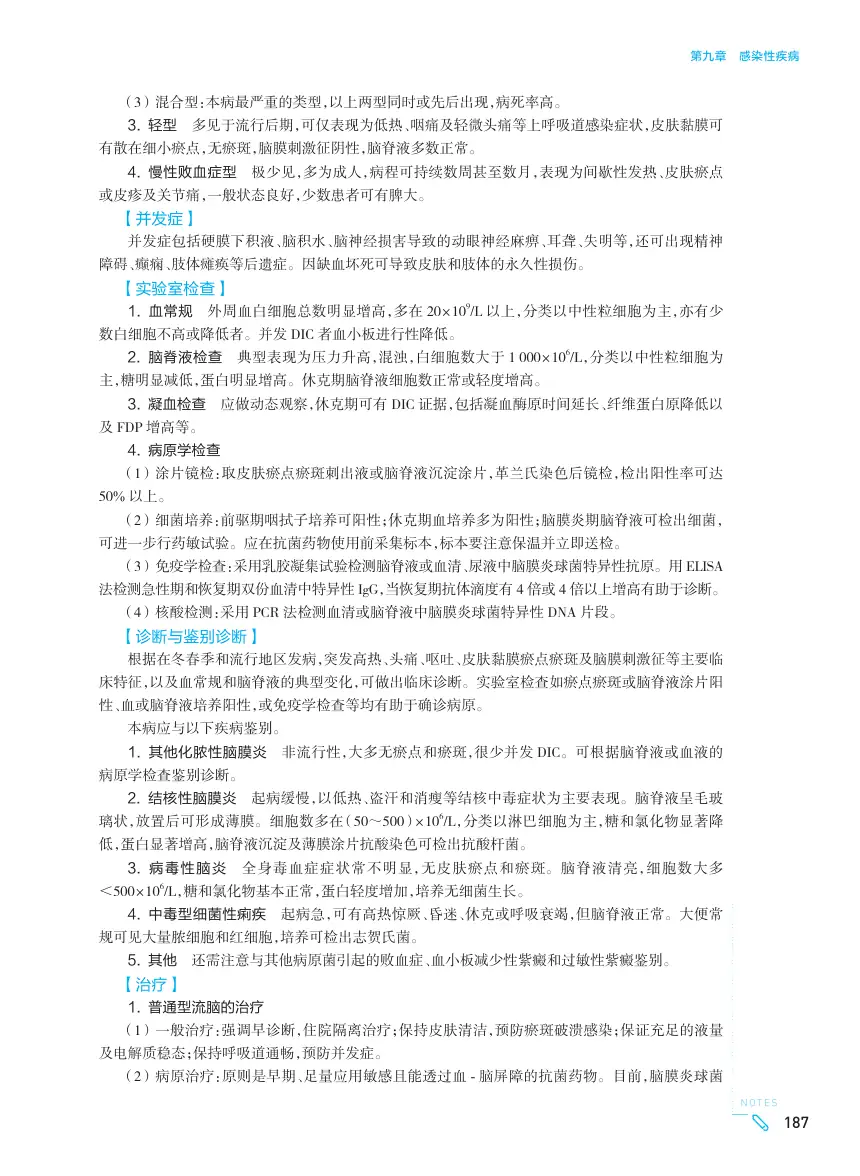 第九章 感染性疾病
（3）混合型：本病最严重的类型，以上两型同时或先后出现，病死率高。
3. 轻型 多见于流行后期，可仅表现为低热、咽痛及轻微头痛等上呼吸道感染症状，皮肤黏膜可
有散在细小瘀点，无瘀斑，脑膜刺激征阴性，脑脊液多数正常。
4. 慢性败血症型 极少见，多为成人，病程可持续数周甚至数月，表现为间歇性发热、皮肤瘀点
或皮疹及关节痛，一般状态良好，少数患者可有脾大。
【并发症】
并发症包括硬膜下积液、脑积水、脑神经损害导致的动眼神经麻痹、耳聋、失明等，还可出现精神
障碍、癫痫、肢体瘫痪等后遗症。因缺血坏死可导致皮肤和肢体的永久性损伤。
【实验室检查】
1. 血常规 外周血白细胞总数明显增高，多在 20×10⁹/L 以上，分类以中性粒细胞为主，亦有少
数白细胞不高或降低者。并发 DIC 者血小板进行性降低。
2. 脑脊液检查 典型表现为压力升高，混浊，白细胞数大于 1 000×10⁶/L，分类以中性粒细胞为
主，糖明显减低，蛋白明显增高。休克期脑脊液细胞数正常或轻度增高。
3. 凝血检查 应做动态观察，休克期可有 DIC 证据，包括凝血酶原时间延长、纤维蛋白原降低以
及 FDP 增高等。
4. 病原学检查
（1）涂片镜检：取皮肤瘀点瘀斑刺出液或脑脊液沉淀涂片，革兰氏染色后镜检，检出阳性率可达
50% 以上。
（2）细菌培养：前驱期咽拭子培养可阳性；休克期血培养多为阳性；脑膜炎期脑脊液可检出细菌，
可进一步行药敏试验。应在抗菌药物使用前采集标本，标本要注意保温并立即送检。
（3）免疫学检查：采用乳胶凝集试验检测脑脊液或血清、尿液中脑膜炎球菌特异性抗原。用 ELISA
法检测急性期和恢复期双份血清中特异性 IgG，当恢复期抗体滴度有 4 倍或 4 倍以上增高有助于诊断。
（4）核酸检测：采用 PCR 法检测血清或脑脊液中脑膜炎球菌特异性 DNA 片段。
【诊断与鉴别诊断】
根据在冬春季和流行地区发病，突发高热、头痛、呕吐、皮肤黏膜瘀点瘀斑及脑膜刺激征等主要临
床特征，以及血常规和脑脊液的典型变化，可做出临床诊断。实验室检查如瘀点瘀斑或脑脊液涂片阳
性、血或脑脊液培养阳性，或免疫学检查等均有助于确诊病原。
本病应与以下疾病鉴别。
1. 其他化脓性脑膜炎 非流行性，大多无瘀点和瘀斑，很少并发 DIC。可根据脑脊液或血液的
病原学检查鉴别诊断。
2. 结核性脑膜炎 起病缓慢，以低热、盗汗和消瘦等结核中毒症状为主要表现。脑脊液呈毛玻
璃状，放置后可形成薄膜。细胞数多在（50～500）×10⁶/L，分类以淋巴细胞为主，糖和氯化物显著降
低，蛋白显著增高，脑脊液沉淀及薄膜涂片抗酸染色可检出抗酸杆菌。
3. 病毒性脑炎 全身毒血症症状常不明显，无皮肤瘀点和瘀斑。脑脊液清亮，细胞数大多
＜500×10⁶/L，糖和氯化物基本正常，蛋白轻度增加，培养无细菌生长。
4. 中毒型细菌性痢疾 起病急，可有高热惊厥、昏迷、休克或呼吸衰竭，但脑脊液正常。大便常
规可见大量脓细胞和红细胞，培养可检出志贺氏菌。
5. 其他 还需注意与其他病原菌引起的败血症、血小板减少性紫癜和过敏性紫癜鉴别。
【治疗】
1. 普通型流脑的治疗
（1）一般治疗：强调早诊断，住院隔离治疗；保持皮肤清洁，预防瘀斑破溃感染；保证充足的液量
及电解质稳态；保持呼吸道通畅，预防并发症。
（2）病原治疗：原则是早期、足量应用敏感且能透过血 - 脑屏障的抗菌药物。目前，脑膜炎球菌
NOTES
187